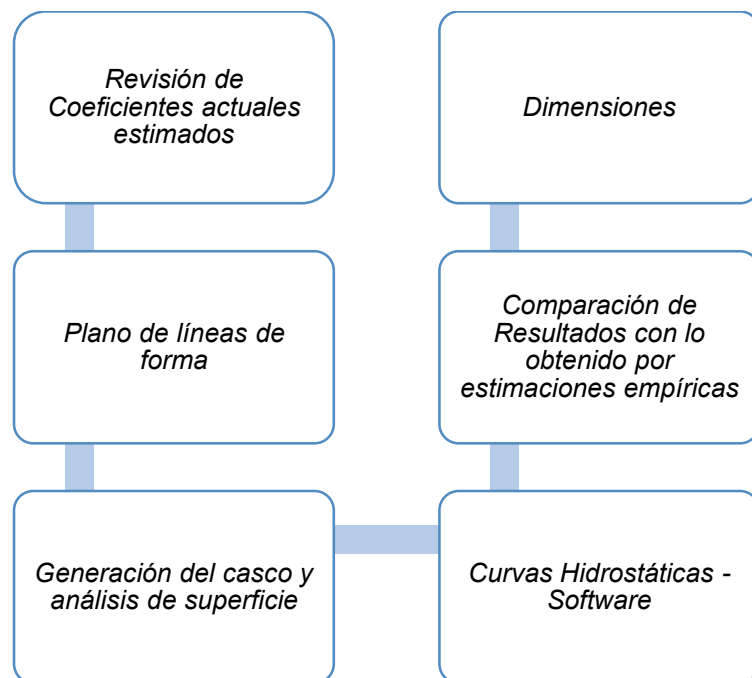 Revisión de
Coeficientes actuales
estimados
Plano de líneas de
forma
Generación del casco y
análisis de superficie
Curvas Hidrostáticas -
Software
Comparación de
Resultados con lo
obtenido por
estimaciones empíricas
Dimensiones